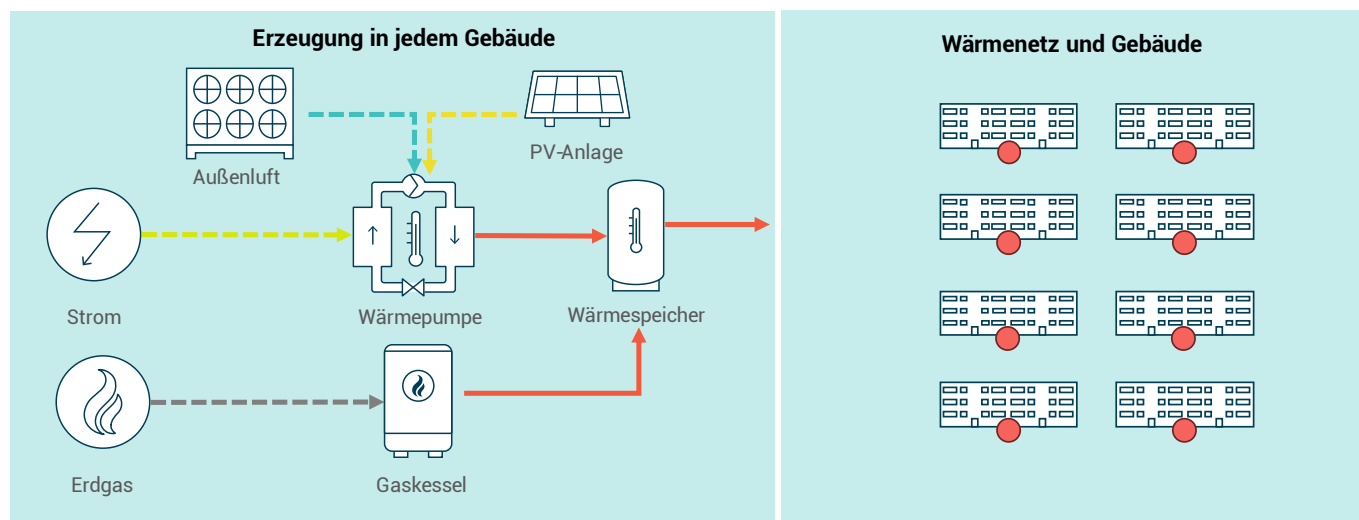 Erzeugung in jedem Gebäude
Wärmenetz und Gebäude
Außenluft
PV-Anlage
Strom
Wärmepumpe
Wärmespeicher
Erdgas
Gaskessel